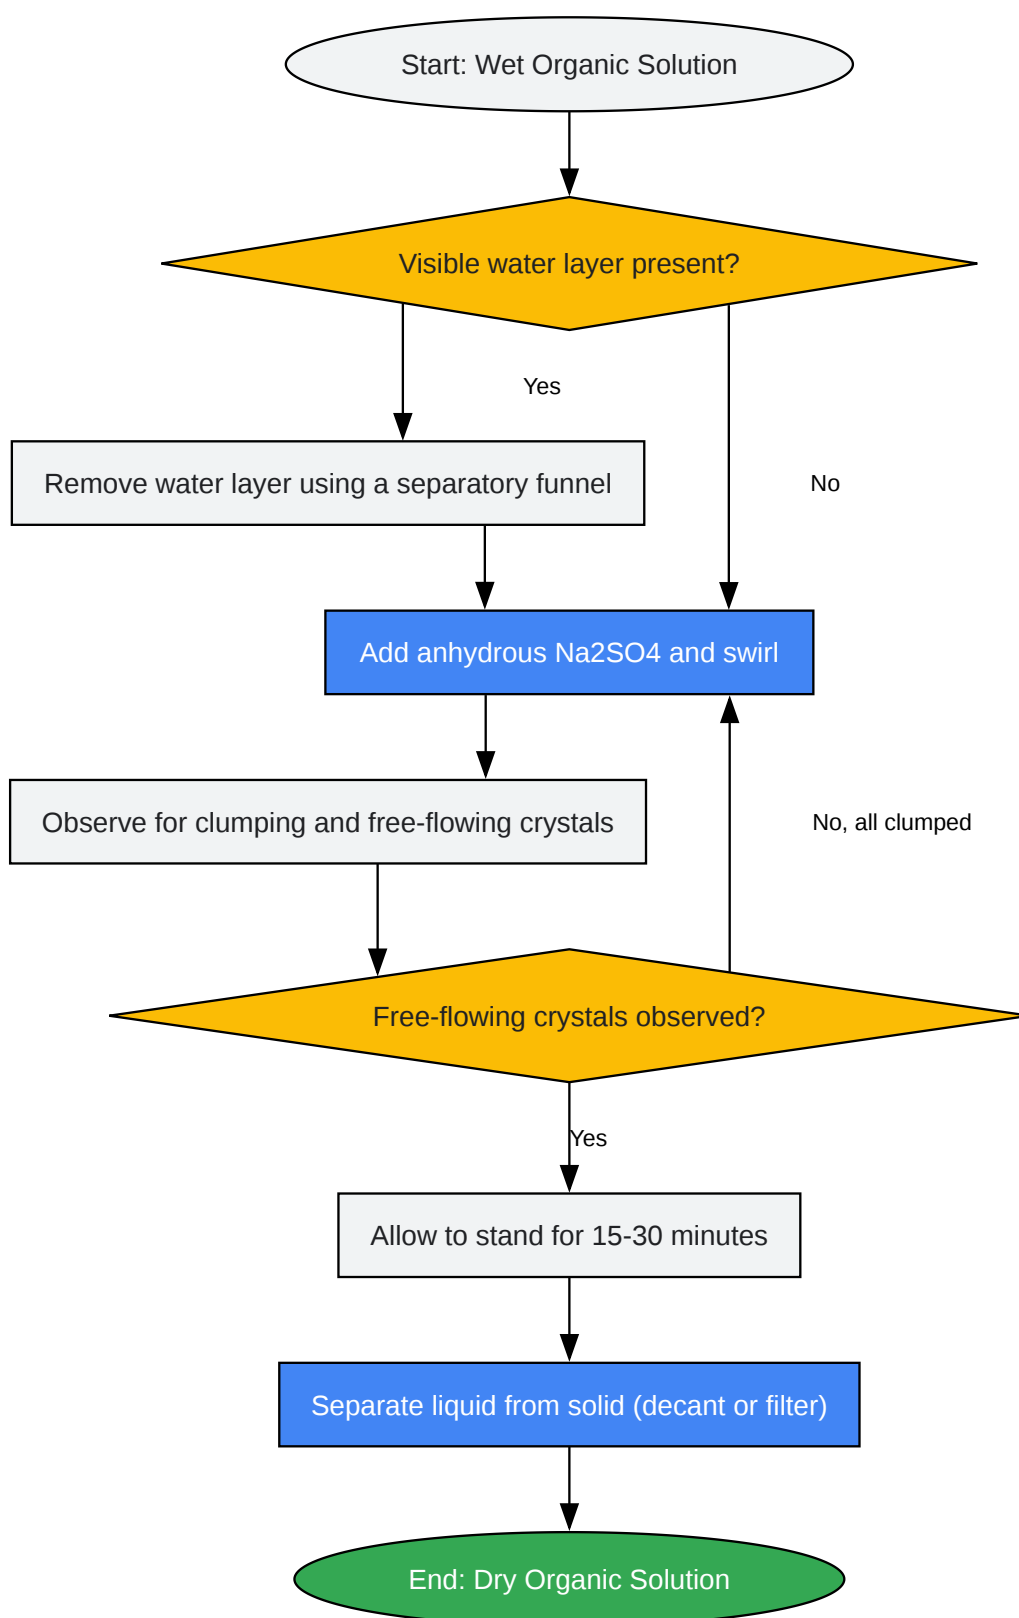 Start: Wet Organic Solution
Visible water layer present?
Yes
Remove water layer using a separatory funnel
No
Add anhydrous Na2SO4 and swirl
Observe for clumping and free-flowing crystals
No, all clumped
Free-flowing crystals observed?
Yes
Allow to stand for 15-30 minutes
Separate liquid from solid (decant or filter)
End: Dry Organic Solution